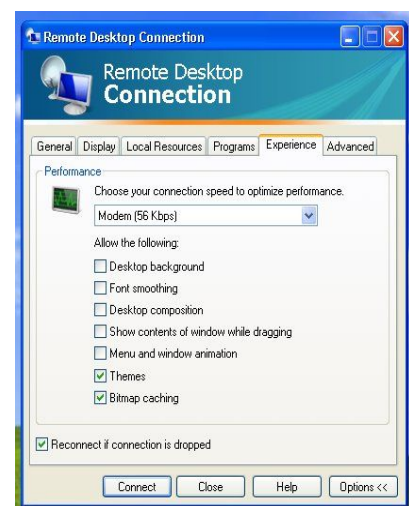 Remote Desktop Connection
Remote Desktop
Connection
General Display Local Resources Programs Experience Advanced
Performance
Choose your connection speed to optimize performance.
Modem (56 Kbps)
Allow the following:
Desktop background
Font smoothing
Desktop composition
Show contents of window while dragging
Menu and window animation
Themes
Bitmap caching
Reconnect if connection is dropped
Connect Close Help Options <<